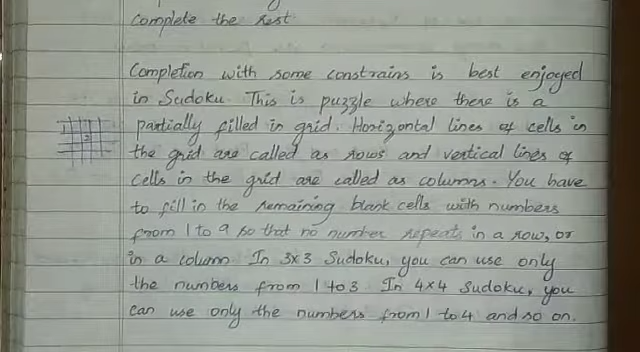 complete the rest
Completion with some constrains is best enjoyed
in Sudoku. This is puzzle where there is a
partially filled in grid. Horizontal lines of cells in
the grid are called as rows and vertical lines of
cells in the grid are called as columns. You have
to fill in the remaining blank cells with numbers
from 1 to 9 so that no number repeats in a row, or
in a column In 3x3 Sudoku, you can use only
the numbers from 1 to 3 In 4x4 Sudoku, you
can use only the numbers from 1 to 4 and so on.